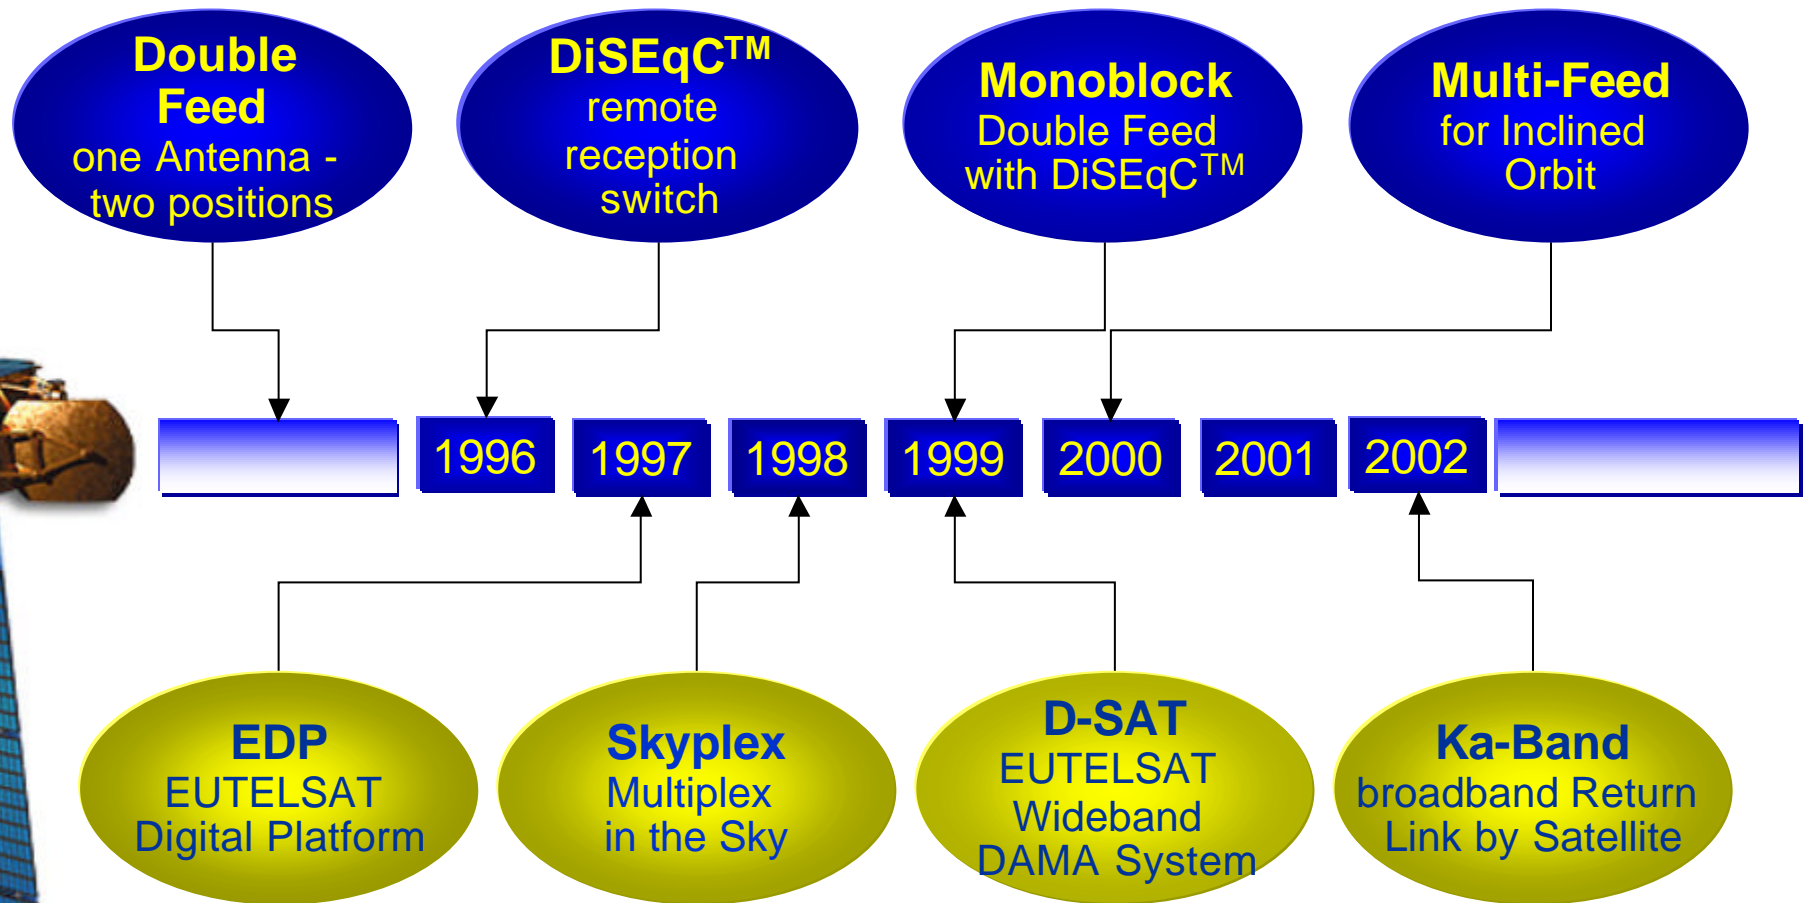 Double
Feed
one Antenna -
two positions
DiSEqC™
remote
reception
switch
Monoblock
Double Feed
with DiSEqC™
Multi-Feed
for Inclined
Orbit
1996
1997
1998
1999
2000
2001
2002
EDP
EUTELSAT
Digital Platform
Skyplex
Multiplex
in the Sky
D-SAT
EUTELSAT
Wideband
DAMA System
Ka-Band
broadband Return
Link by Satellite